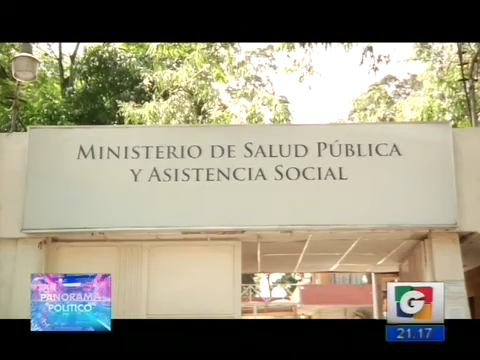 MINISTERIO DE SALUD PÚBLICA
Y ASISTENCIA SOCIAL
PANORAMA
POLÍTICO
G
21.17